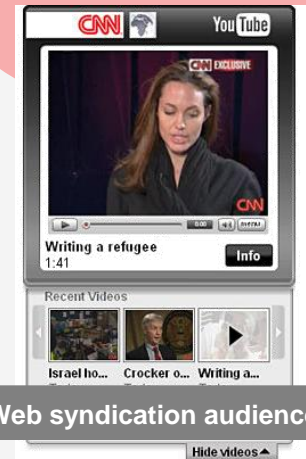 CNN YouTube
CNN EXCLUSIVE
CNN
0:00
Writing a refugee
1:41
Info
Recent Videos
Israel ho... Crocker o... Writing a...
Web syndication audience
Hide videos